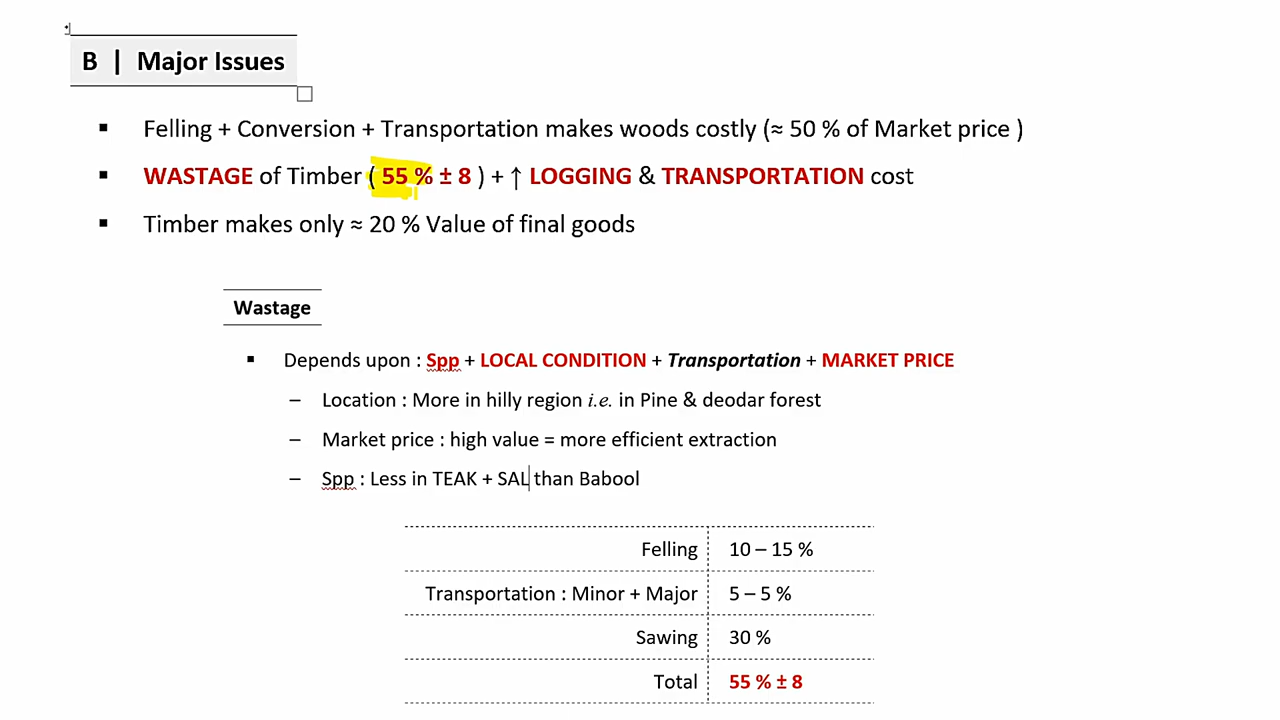 B | Major Issues
▪ Felling + Conversion + Transportation makes woods costly (≈ 50 % of Market price )
▪ WASTAGE of Timber ( 55 % ± 8 ) + ↑ LOGGING & TRANSPORTATION cost
▪ Timber makes only ≈ 20 % Value of final goods
Wastage
▪ Depends upon : Spp + LOCAL CONDITION + Transportation + MARKET PRICE
– Location : More in hilly region i.e. in Pine & deodar forest
– Market price : high value = more efficient extraction
– Spp : Less in TEAK + SAL than Babool
Felling 10 – 15 %
Transportation : Minor + Major 5 – 5 %
Sawing 30 %
Total 55 % ± 8